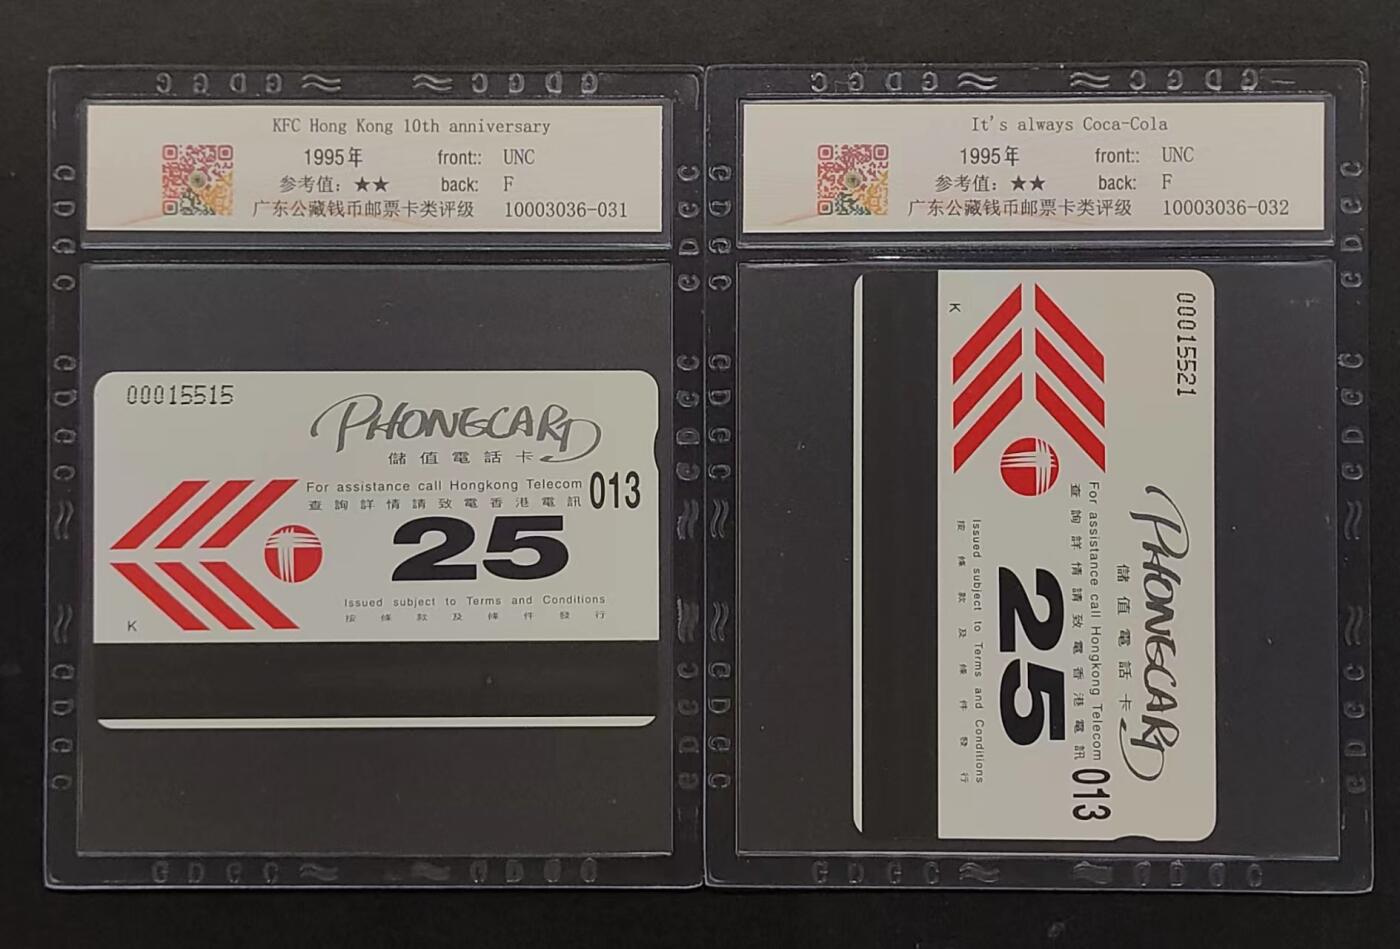 KFC Hong Kong 10th anniversary
1995年 front:: UNC
参考值: ★★ back: F
广东公藏钱币邮票卡类评级 10003036-031
00015515
PHONECARD
儲值電話卡
For assistance call Hongkong Telecom
查詢詳情請致電香港電訊
013
25
Issued subject to Terms and Conditions
按條款及條件發行
K
It's always Coca-Cola
1995年 front:: UNC
参考值: ★★ back: F
广东公藏钱币邮票卡类评级 10003036-032
00015521
PHONECARD
儲值電話卡
For assistance call Hongkong Telecom
查詢詳情請致電香港電訊
013
25
Issued subject to Terms and Conditions
按條款及條件發行
K